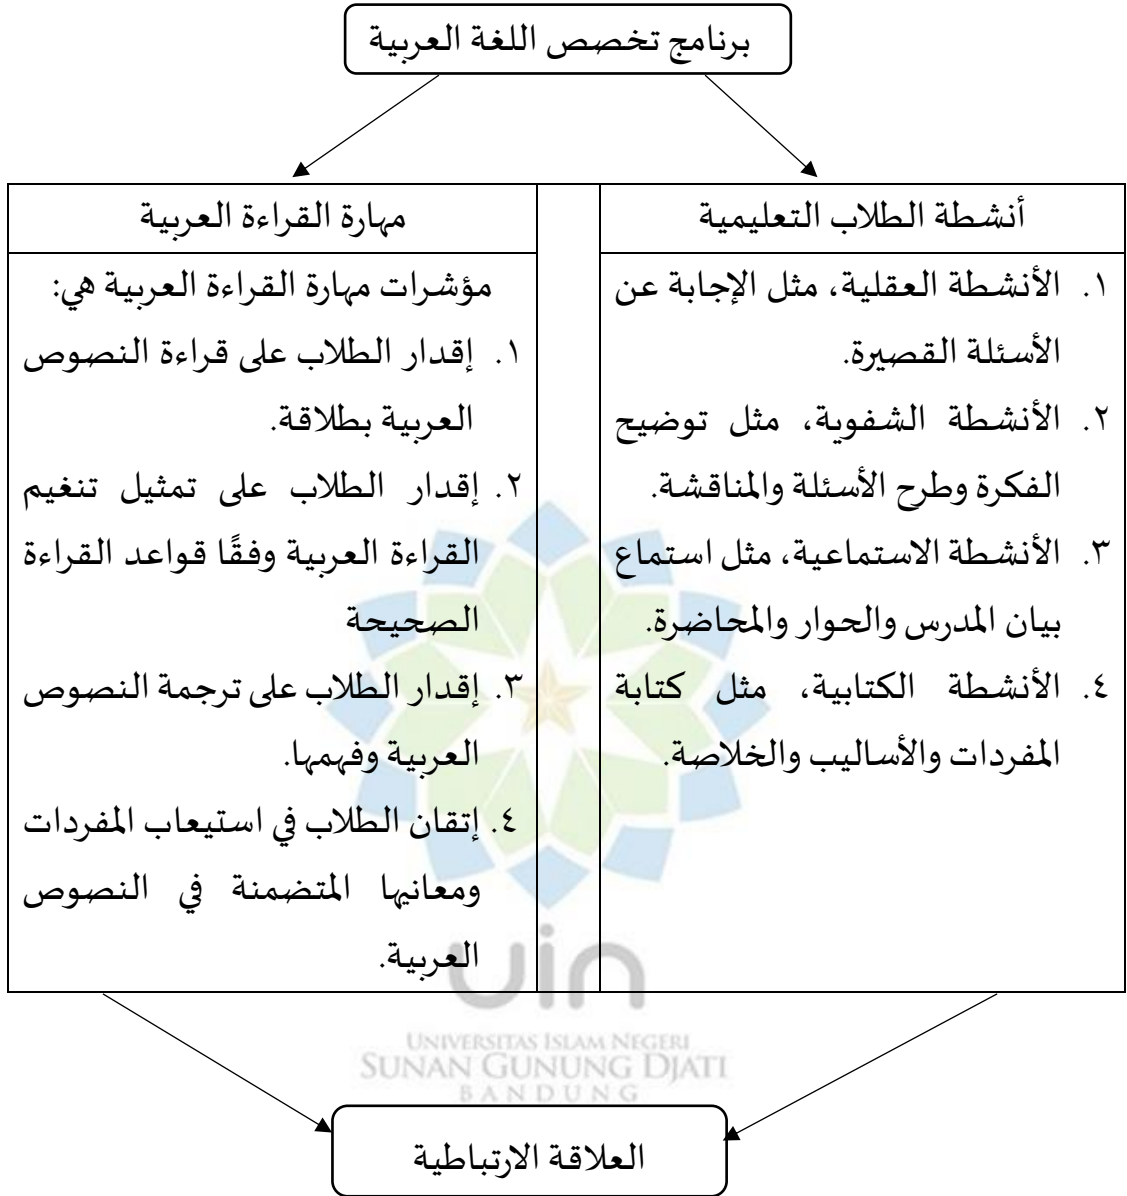 برنامج تخصص اللغة العربية
أنشطة الطلاب التعليمية
١. الأنشطة العقلية، مثل الإجابة عن
الأسئلة القصيرة.
٢. الأنشطة الشفوية، مثل توضيح
الفكرة وطرح الأسئلة والمناقشة.
٣. الأنشطة الاستماعية، مثل استماع
بيان المدرس والحوار والمحاضرة.
٤. الأنشطة الكتابية، مثل كتابة
المفردات والأساليب والخلاصة.
مهارة القراءة العربية
مؤشرات مهارة القراءة العربية هي:
١. إقدار الطلاب على قراءة النصوص
العربية بطلاقة.
٢. إقدار الطلاب على تمثيل تنغيم
القراءة العربية وفقًا قواعد القراءة
الصحيحة
٣. إقدار الطلاب على ترجمة النصوص
العربية وفهمها.
٤. إتقان الطلاب في استيعاب المفردات
ومعانيها المتضمنة في النصوص
العربية.
uin
UNIVERSITAS ISLAM NEGERI
SUNAN GUNUNG DJATI
BANDUNG
العلاقة الارتباطية